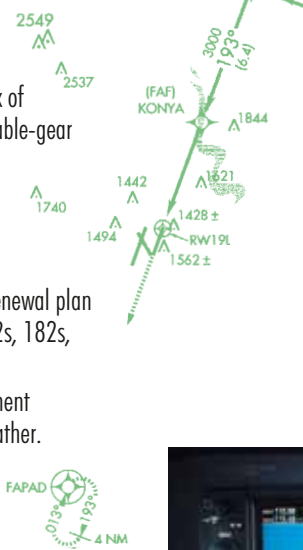 2549
2537
3000
193°
(6.4)
k of
able-gear
(FAF)
KONYA
1844
1621
1442
1740
1428 ±
1494
RW19L
1562 ±
enewal plan
2s, 182s,
ment
ather.
FAPAD
013°
193°
4 NM